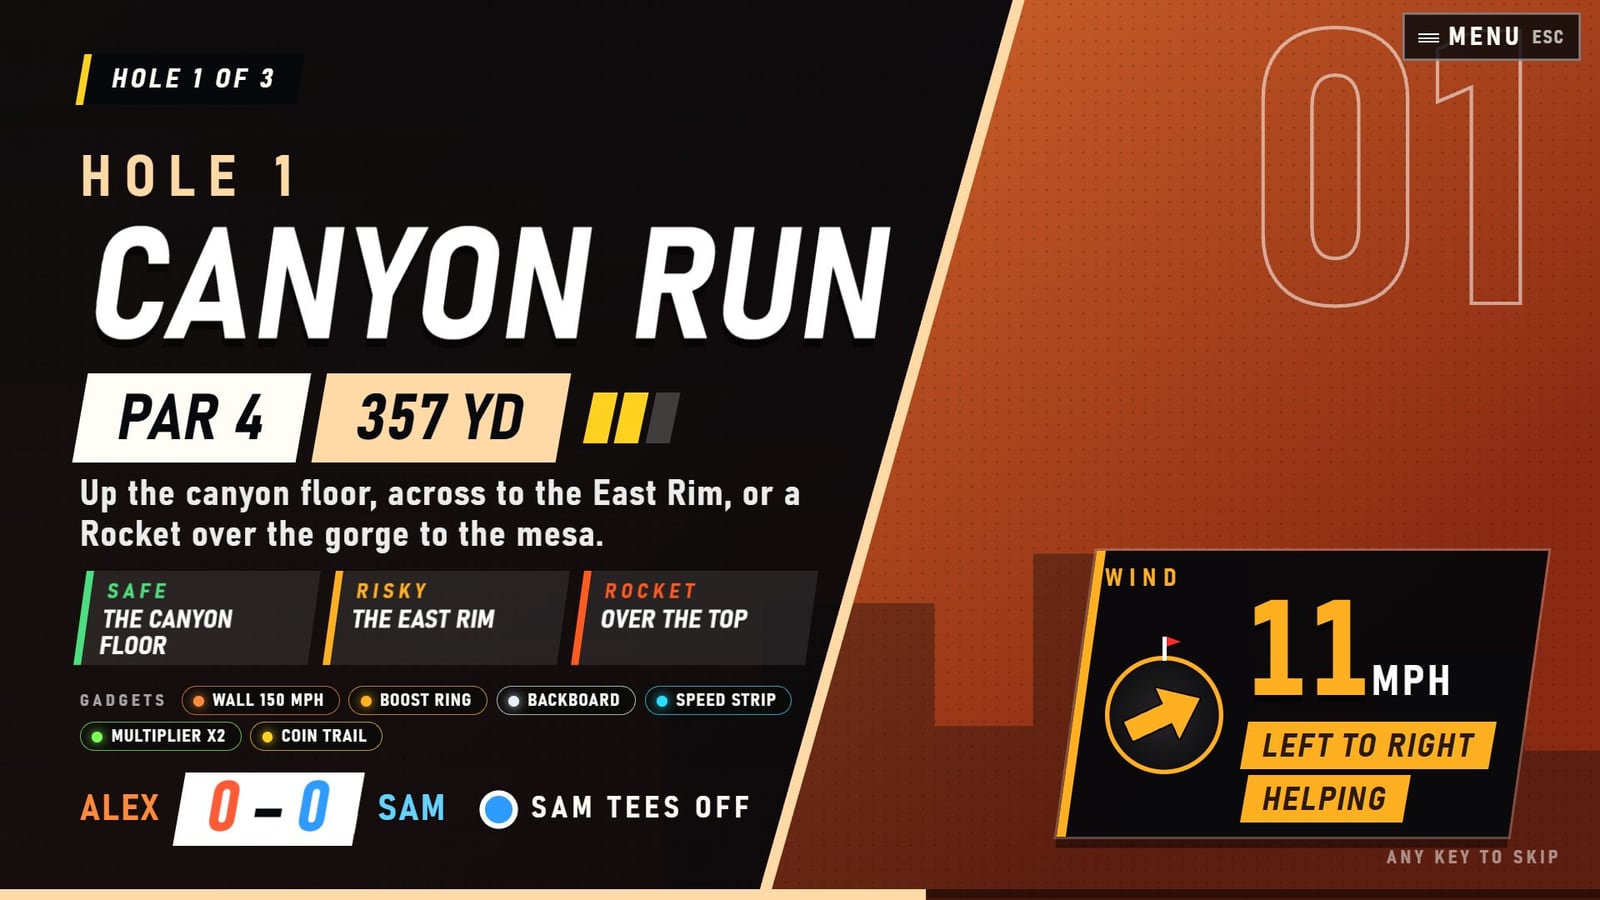 HOLE 1 OF 3
MENU ESC
01
HOLE 1
CANYON RUN
PAR 4
357 YD
Up the canyon floor, across to the East Rim, or a
Rocket over the gorge to the mesa.
SAFE
THE CANYON
FLOOR
RISKY
THE EAST RIM
ROCKET
OVER THE TOP
GADGETS
WALL 150 MPH
BOOST RING
BACKBOARD
SPEED STRIP
MULTIPLIER X2
COIN TRAIL
ALEX 0 – 0 SAM
SAM TEES OFF
WIND
11 MPH
LEFT TO RIGHT
HELPING
ANY KEY TO SKIP